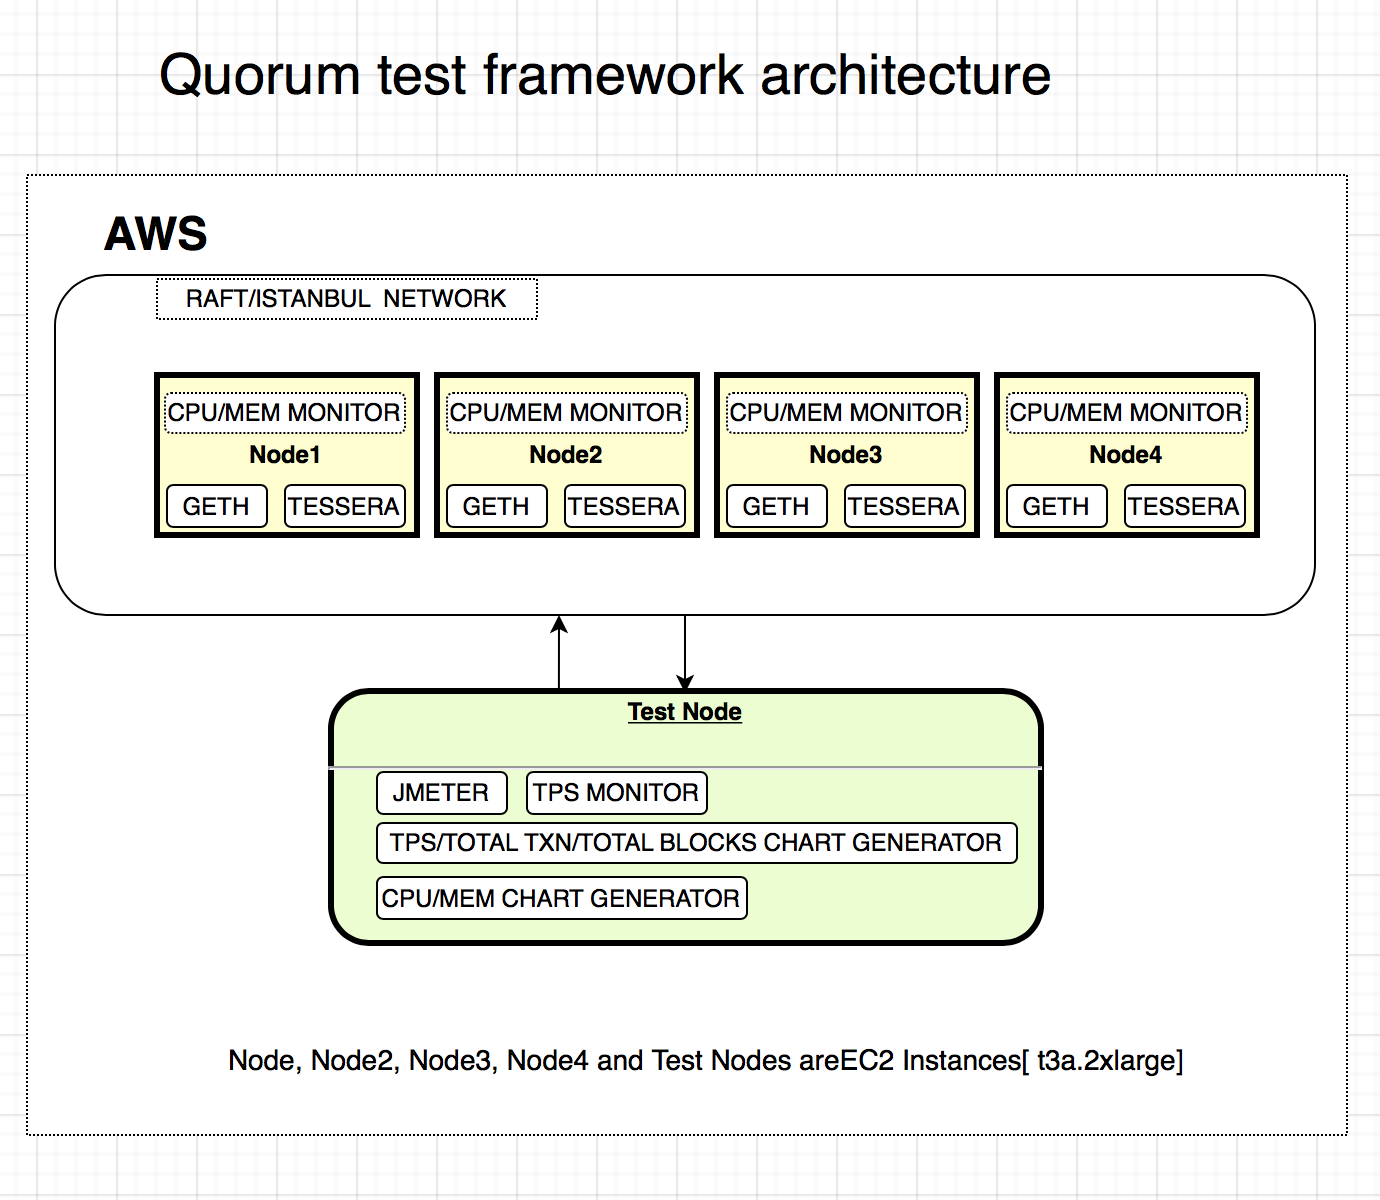 Quorum test framework architecture
AWS
RAFT/ISTANBUL NETWORK
CPU/MEM MONITOR CPU/MEM MONITOR CPU/MEM MONITOR CPU/MEM MONITOR
Node1 Node2 Node3 Node4
GETH TESSERA GETH TESSERA GETH TESSERA GETH TESSERA
Test Node
JMETER TPS MONITOR
TPS/TOTAL TXN/TOTAL BLOCKS CHART GENERATOR
CPU/MEM CHART GENERATOR
Node, Node2, Node3, Node4 and Test Nodes areEC2 Instances[ t3a.2xlarge]